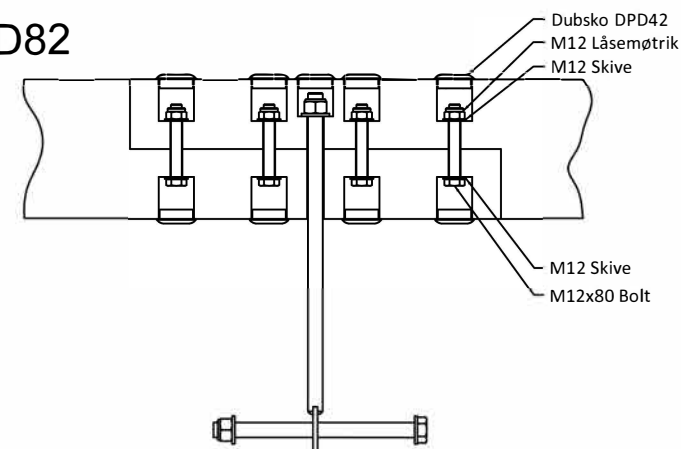 D82
Dubsko DPD42
M12 Låsemøtrik
M12 Skive
M12 Skive
M12x80 Bolt